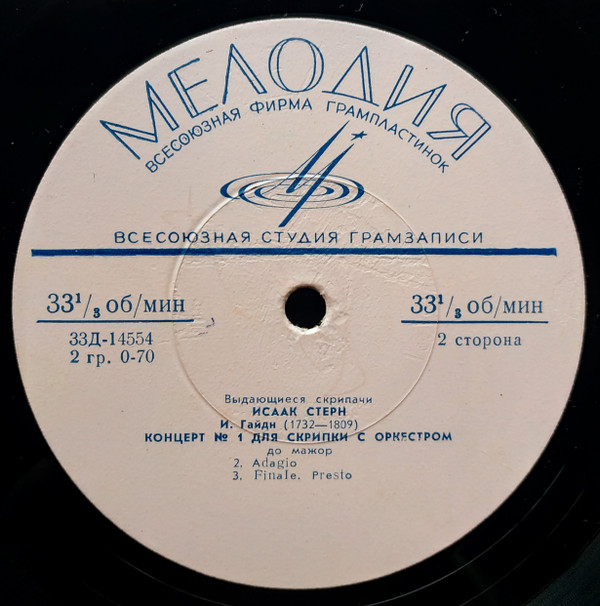 МЕЛОДИЯ
ВСЕСОЮЗНАЯ ФИРМА ГРАМПЛАСТИНОК
ВСЕСОЮЗНАЯ СТУДИЯ ГРАМЗАПИСИ
33¹/₃ об/мин
33Д-14554
2 гр. 0-70
33¹/₃ об/мин
2 сторона
Выдающиеся скрипачи
ИСААК СТЕРН
И. Гайдн (1732—1809)
КОНЦЕРТ № 1 ДЛЯ СКРИПКИ С ОРКЕСТРОМ
до мажор
2. Adagio
3. Finale. Presto